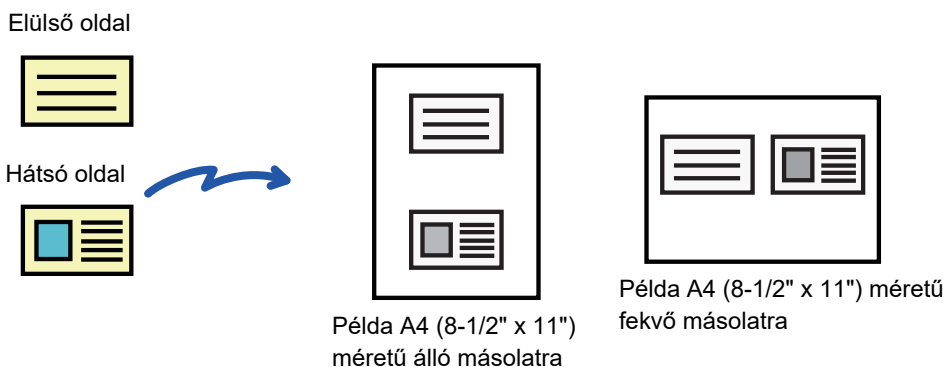 Elülső oldal
Hátsó oldal
Példa A4 (8-1/2" x 11")
méretű álló másolatra
Példa A4 (8-1/2" x 11") méretű
fekvő másolatra